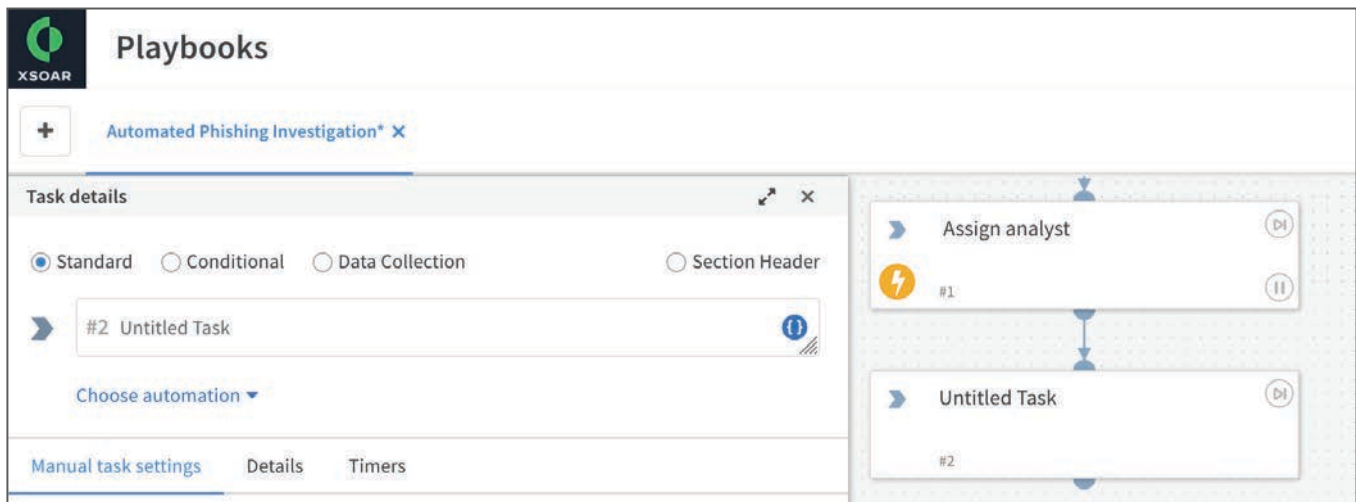 XSOAR
Playbooks
+ Automated Phishing Investigation* ×
Task details
Standard Conditional Data Collection Section Header
#2 Untitled Task {}
Choose automation
Manual task settings Details Timers
Assign analyst
#1
Untitled Task
#2